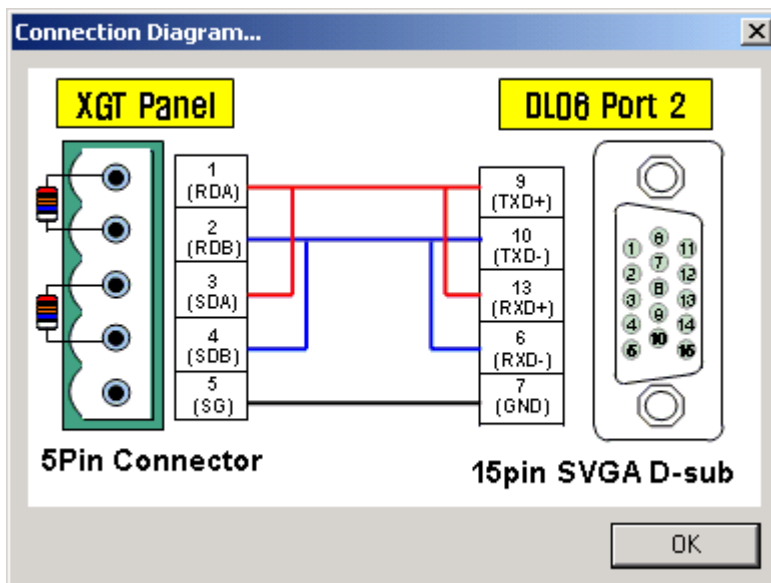 Connection Diagram...
XGT Panel
DL06 Port 2
1
(RDA)
2
(RDB)
3
(SDA)
4
(SDB)
5
(SG)
9
(TXD+)
10
(TXD-)
13
(RXD+)
6
(RXD-)
7
(GND)
1
2
3
4
5
6
7
8
9
10
11
12
13
14
15
5Pin Connector
15pin SVGA D-sub
OK